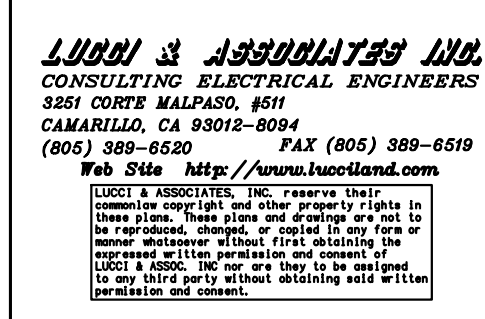 LUCCI & ASSOCIATES INC.
CONSULTING ELECTRICAL ENGINEERS
3251 CORTE MALPASO, #511
CAMARILLO, CA 93012-8094
(805) 389-6520 FAX (805) 389-6519
Web Site http://www.lucciland.com
LUCCI & ASSOCIATES, INC. reserve their
commonlaw copyright and other property rights in
these plans. These plans and drawings are not to
be reproduced, changed, or copied in any form or
manner whatsoever without first obtaining the
expressed written permission and consent of
LUCCI & ASSOC. INC nor are they to be assigned
to any third party without obtaining said written
permission and consent.